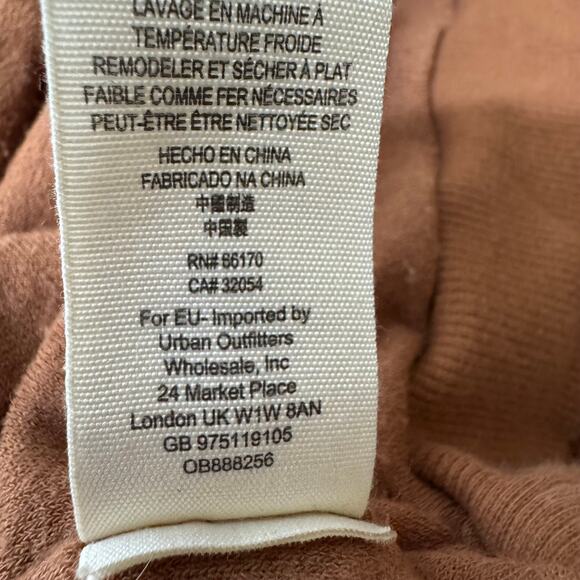 LAVAGE EN MACHINE À
TEMPÉRATURE FROIDE
REMODELER ET SÉCHER À PLAT
FAIBLE COMME FER NÉCESSAIRES
PEUT-ÊTRE ÊTRE NETTOYÉE SEC
HECHO EN CHINA
FABRICADO NA CHINA
中國制造
中国製
RN# 66170
CA# 32054
For EU- Imported by
Urban Outfitters
Wholesale, Inc
24 Market Place
London UK W1W 8AN
GB 975119105
OB888256